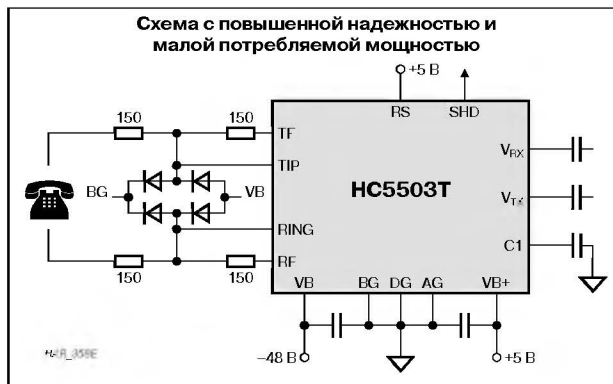 Схема с повышенной надежностью и
малой потребляемой мощностью
+5 В
150 150
RS SHD
TF
TIP
V_RX
BG VB
HC5503T
V_TX
RING
C1
RF
150 150
VB BG DG AG VB+
−48 В +5 В